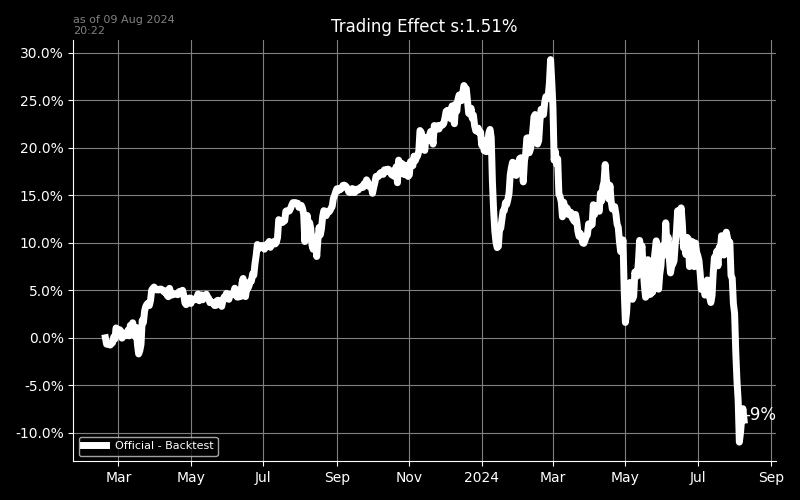 as of 09 Aug 2024
20:22
Trading Effect s:1.51%
30.0%
25.0%
20.0%
15.0%
10.0%
5.0%
0.0%
-5.0%
-10.0%
-9%
Official - Backtest
Mar May Jul Sep Nov 2024 Mar May Jul Sep